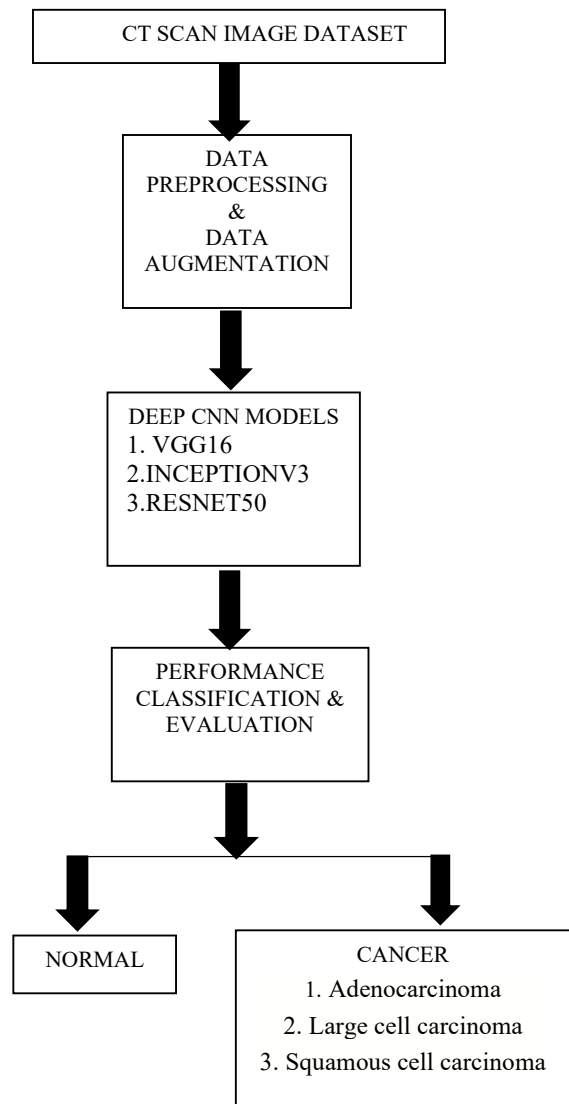 CT SCAN IMAGE DATASET
DATA
PREPROCESSING
&
DATA
AUGMENTATION
DEEP CNN MODELS
1. VGG16
2.INCEPTIONV3
3.RESNET50
PERFORMANCE
CLASSIFICATION &
EVALUATION
NORMAL
CANCER
1. Adenocarcinoma
2. Large cell carcinoma
3. Squamous cell carcinoma